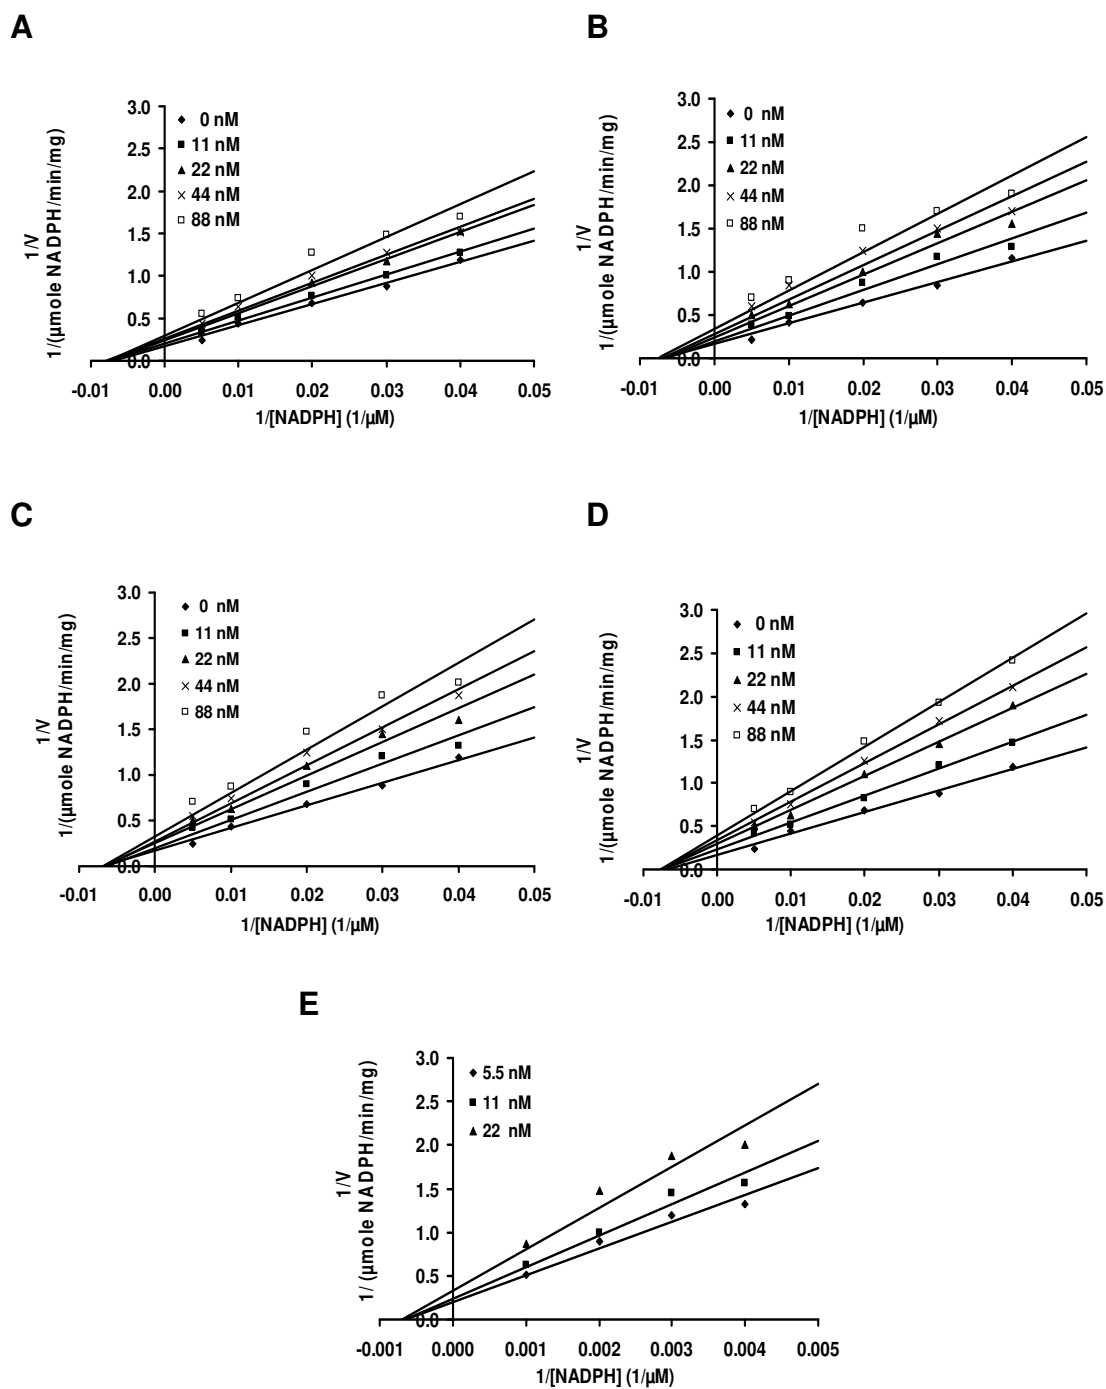 A
1/V
1/(µmole NADPH/min/mg)
3.0
2.5
2.0
1.5
1.0
0.5
0.0
0 nM
11 nM
22 nM
44 nM
88 nM
-0.01 0.00 0.01 0.02 0.03 0.04 0.05
1/[NADPH] (1/µM)
B
1/V
1/(µmole NADPH/min/mg)
3.0
2.5
2.0
1.5
1.0
0.5
0.0
0 nM
11 nM
22 nM
44 nM
88 nM
-0.01 0.00 0.01 0.02 0.03 0.04 0.05
1/[NADPH] (1/µM)
C
1/V
1/(µmole NADPH/min/mg)
3.0
2.5
2.0
1.5
1.0
0.5
0.0
0 nM
11 nM
22 nM
44 nM
88 nM
-0.01 0.00 0.01 0.02 0.03 0.04 0.05
1/[NADPH] (1/µM)
D
1/V
1/(µmole NADPH/min/mg)
3.0
2.5
2.0
1.5
1.0
0.5
0.0
0 nM
11 nM
22 nM
44 nM
88 nM
-0.01 0.00 0.01 0.02 0.03 0.04 0.05
1/[NADPH] (1/µM)
E
1/V
1/ (µmole NADPH/min/mg)
3.0
2.5
2.0
1.5
1.0
0.5
0.0
5.5 nM
11 nM
22 nM
-0.001 0.000 0.001 0.002 0.003 0.004 0.005
1/[NADPH] (1/µM)